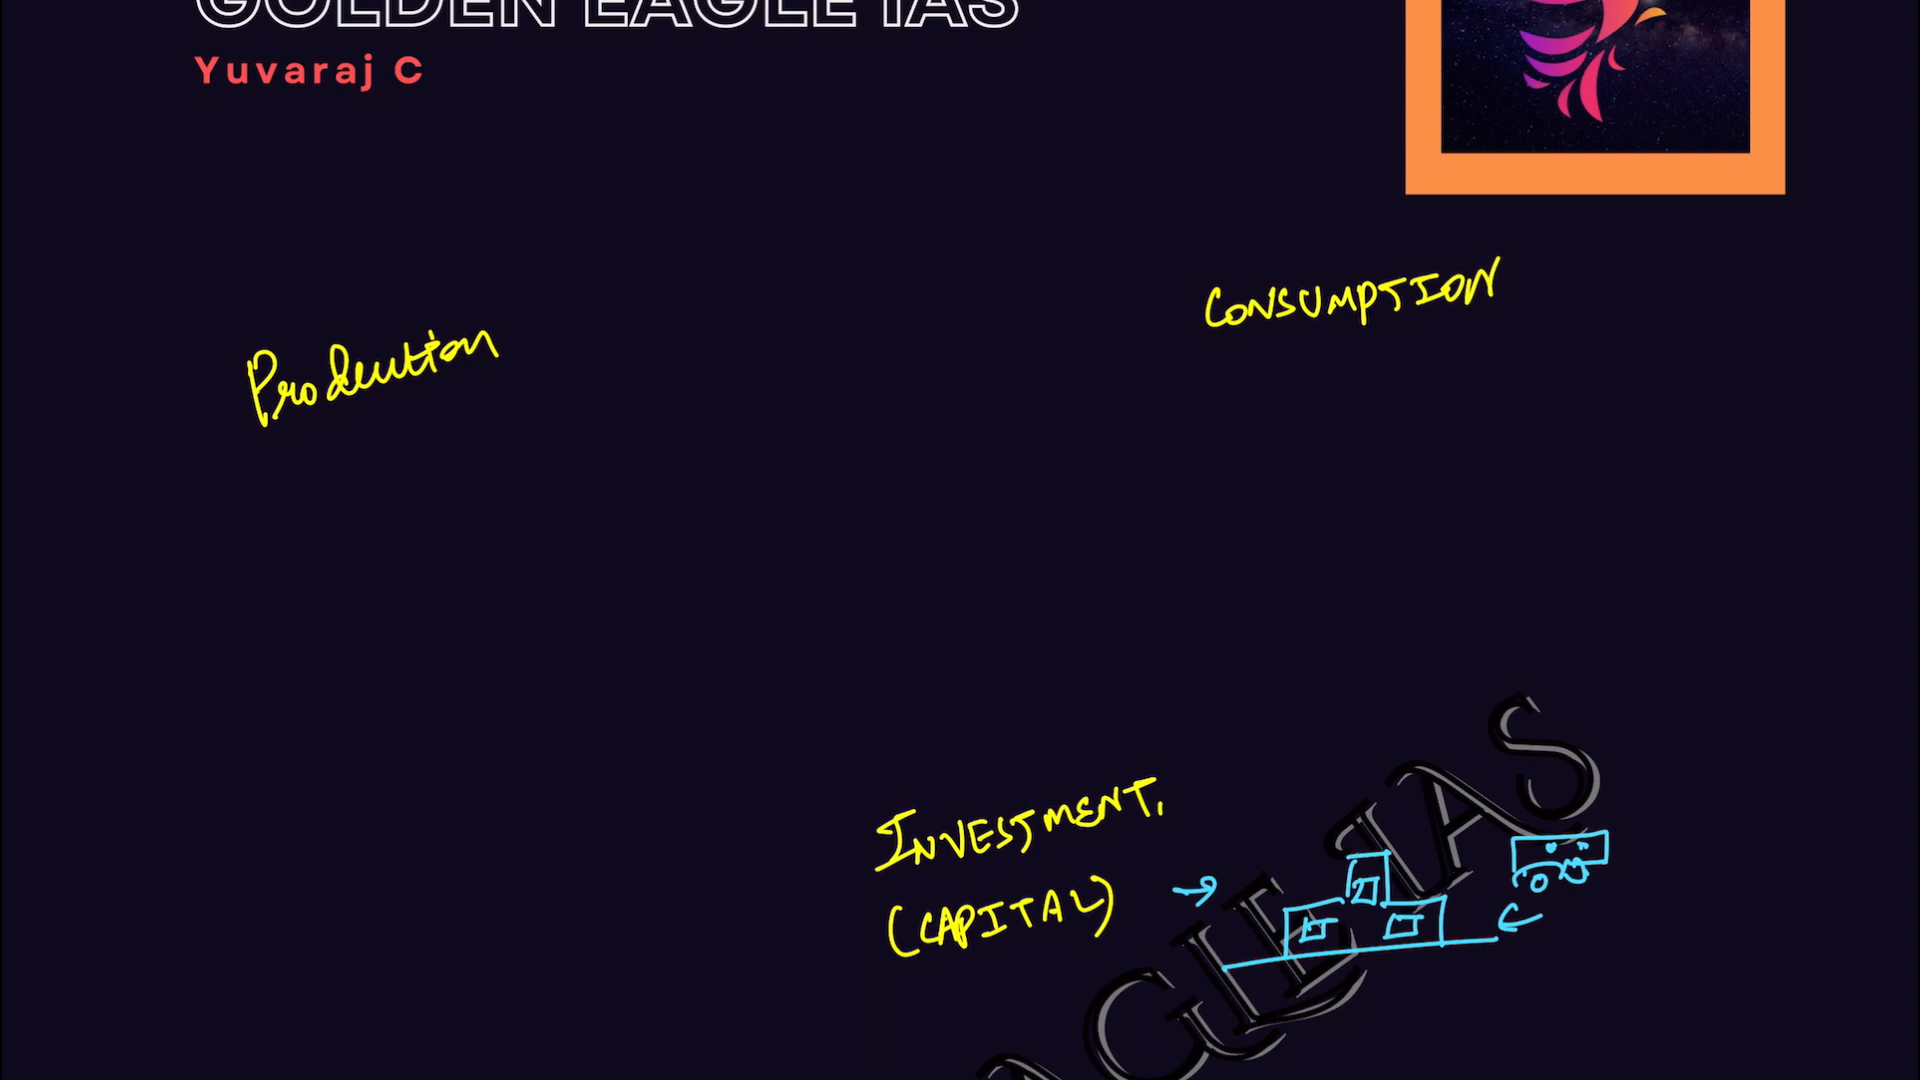 GOLDEN EAGLE IAS
Yuvaraj C
CONSUMPTION
Production
INVESTMENT,
(CAPITAL)
EAGLE IAS